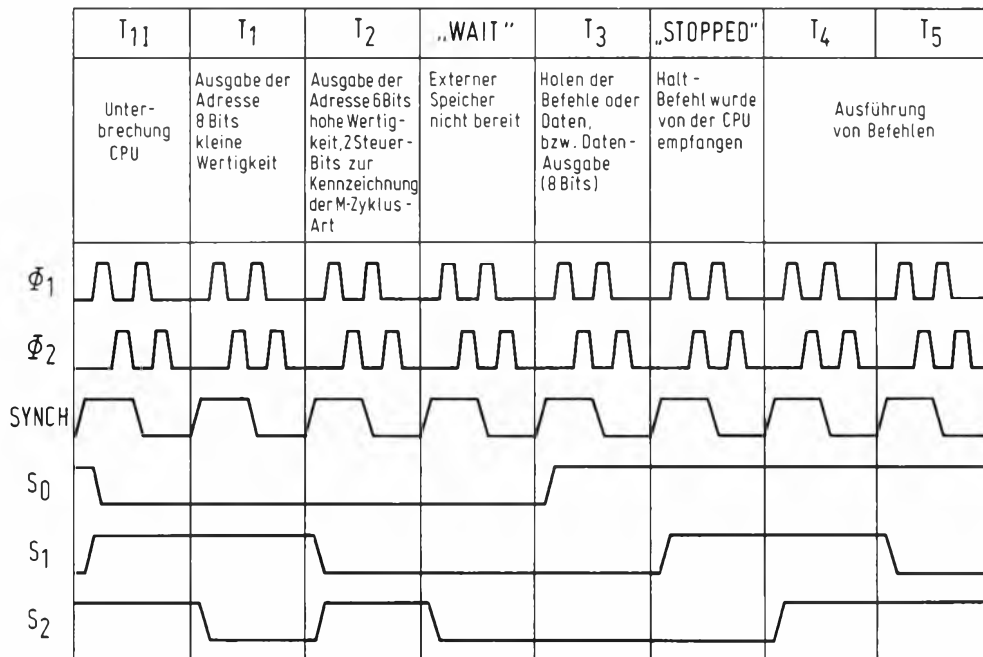 T1I
T1
T2
„WAIT"
T3
„STOPPED"
T4
T5
Unter-
brechung
CPU
Ausgabe der
Adresse
8 Bits
kleine
Wertigkeit
Ausgabe der
Adresse 6Bits
hohe Wertig-
keit, 2 Steuer-
Bits zur
Kennzeichnung
der M-Zyklus-
Art
Externer
Speicher
nicht bereit
Holen der
Befehle oder
Daten,
bzw. Daten-
Ausgabe
(8 Bits)
Halt-
Befehl wurde
von der CPU
empfangen
Ausführung
von Befehlen
Φ1
Φ2
SYNCH
S0
S1
S2